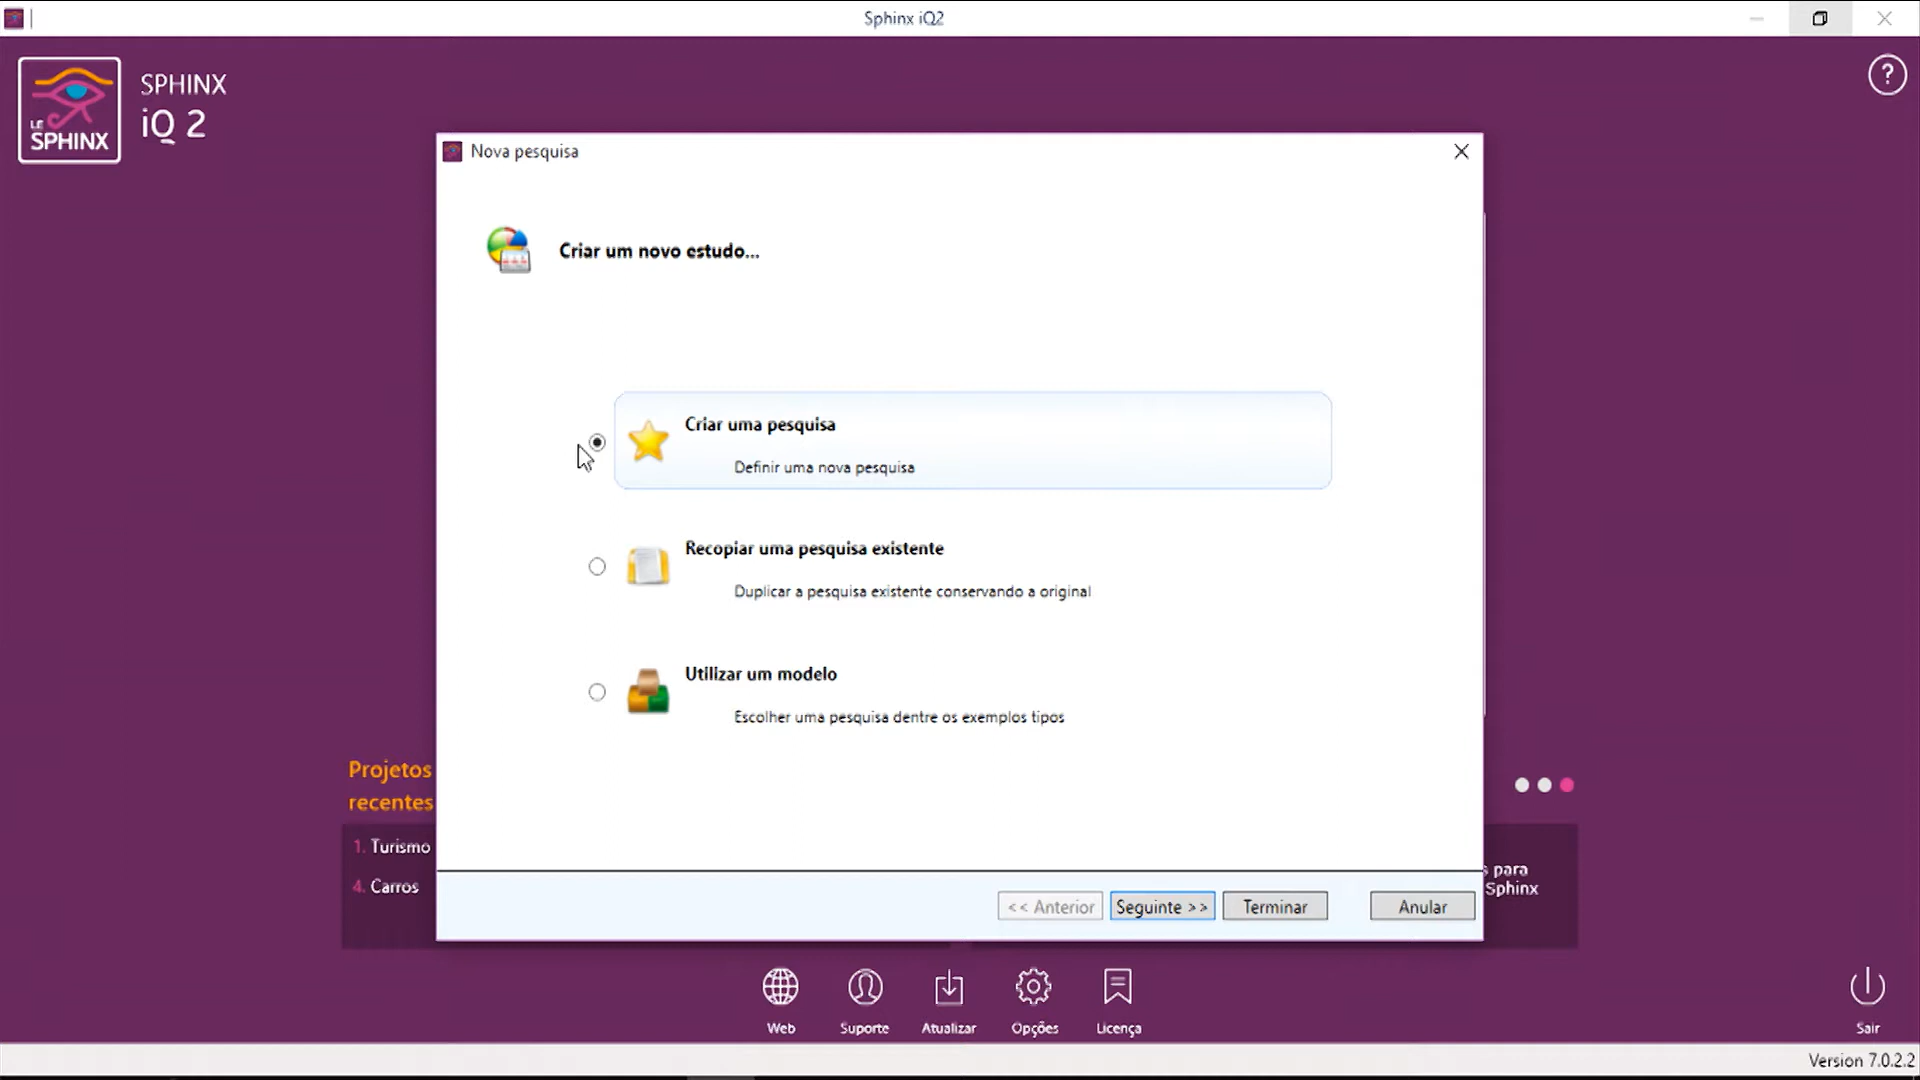 Sphinx iQ2
LE
SPHINX
SPHINX
iQ 2
?
Nova pesquisa
Criar um novo estudo...
Criar uma pesquisa
Definir uma nova pesquisa
Recopiar uma pesquisa existente
Duplicar a pesquisa existente conservando a original
Utilizar um modelo
Escolher uma pesquisa dentre os exemplos tipos
Projetos
recentes
1. Turismo
4. Carros
s para
Sphinx
<< Anterior
Seguinte >>
Terminar
Anular
Web
Suporte
Atualizar
Opções
Licença
Sair
Version 7.0.2.2